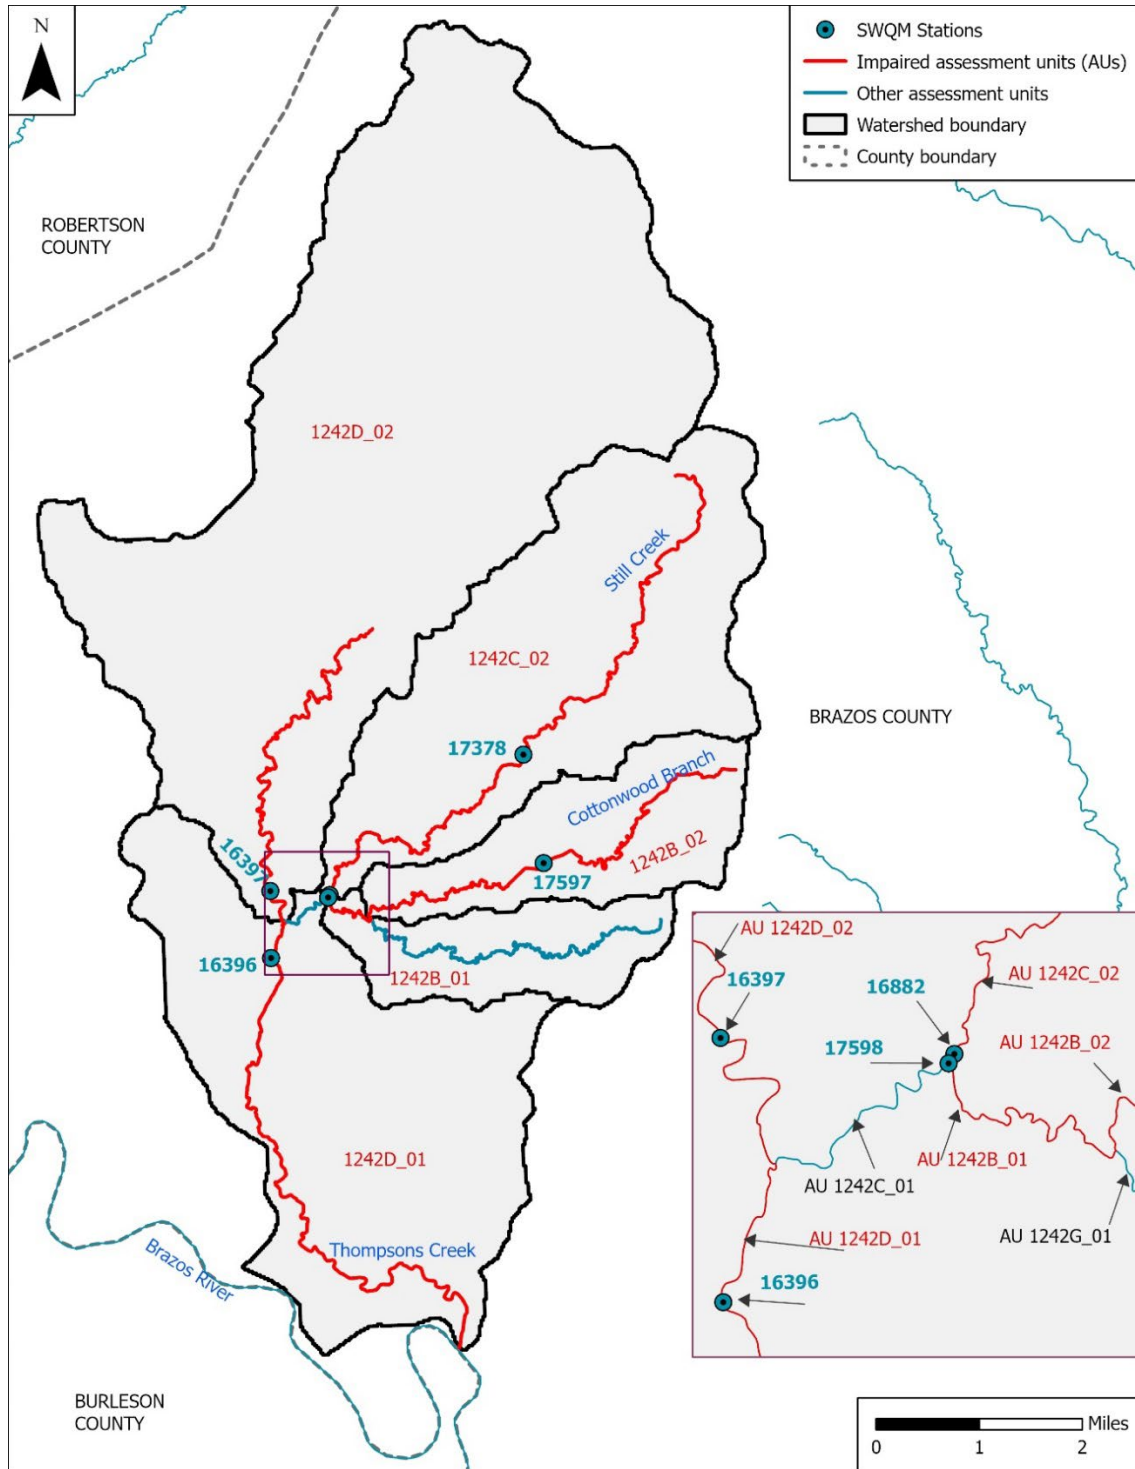 N
SWQM Stations
Impaired assessment units (AUs)
Other assessment units
Watershed boundary
County boundary
ROBERTSON
COUNTY
1242D_02
Still Creek
1242C_02
BRAZOS COUNTY
17378
Cottonwood Branch
1242B_02
16397
17597
16396
1242B_01
1242D_01
Thompsons Creek
Brazos River
BURLESON
COUNTY
AU 1242D_02
16397
16882
AU 1242C_02
17598
AU 1242B_02
AU 1242B_01
AU 1242C_01
AU 1242D_01
AU 1242G_01
16396
Miles
0 1 2